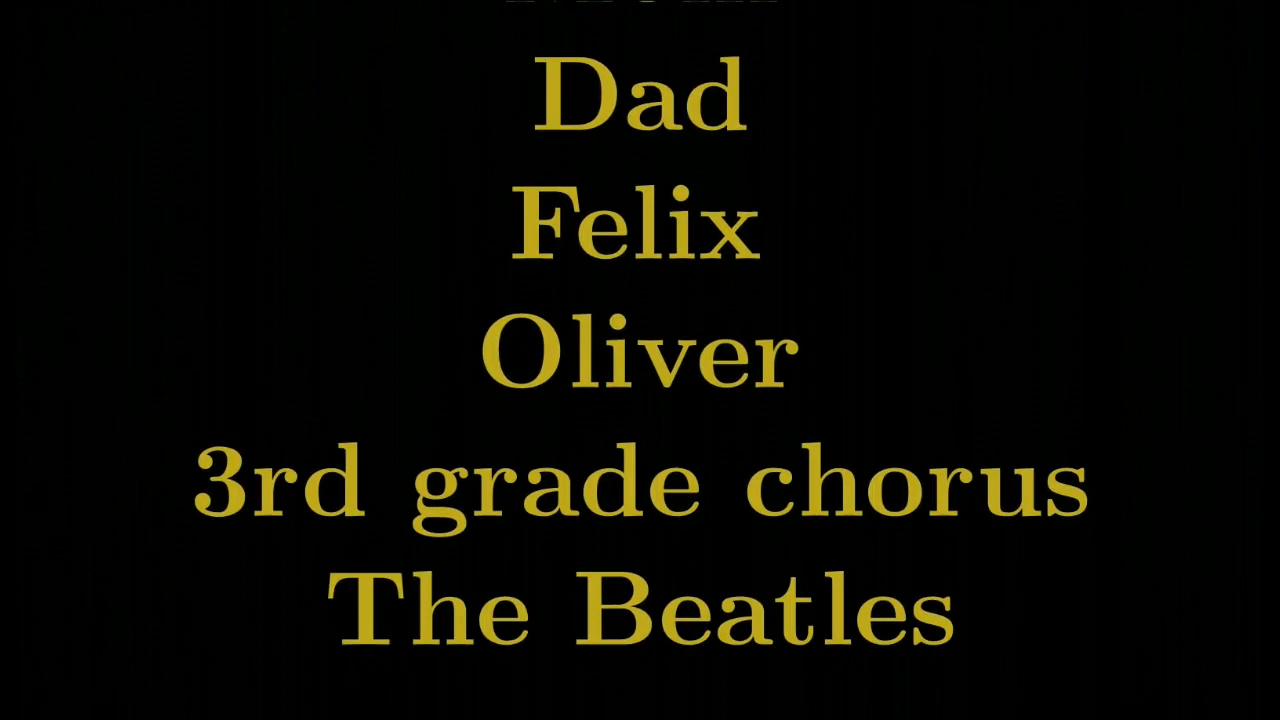 Dad
Felix
Oliver
3rd grade chorus
The Beatles